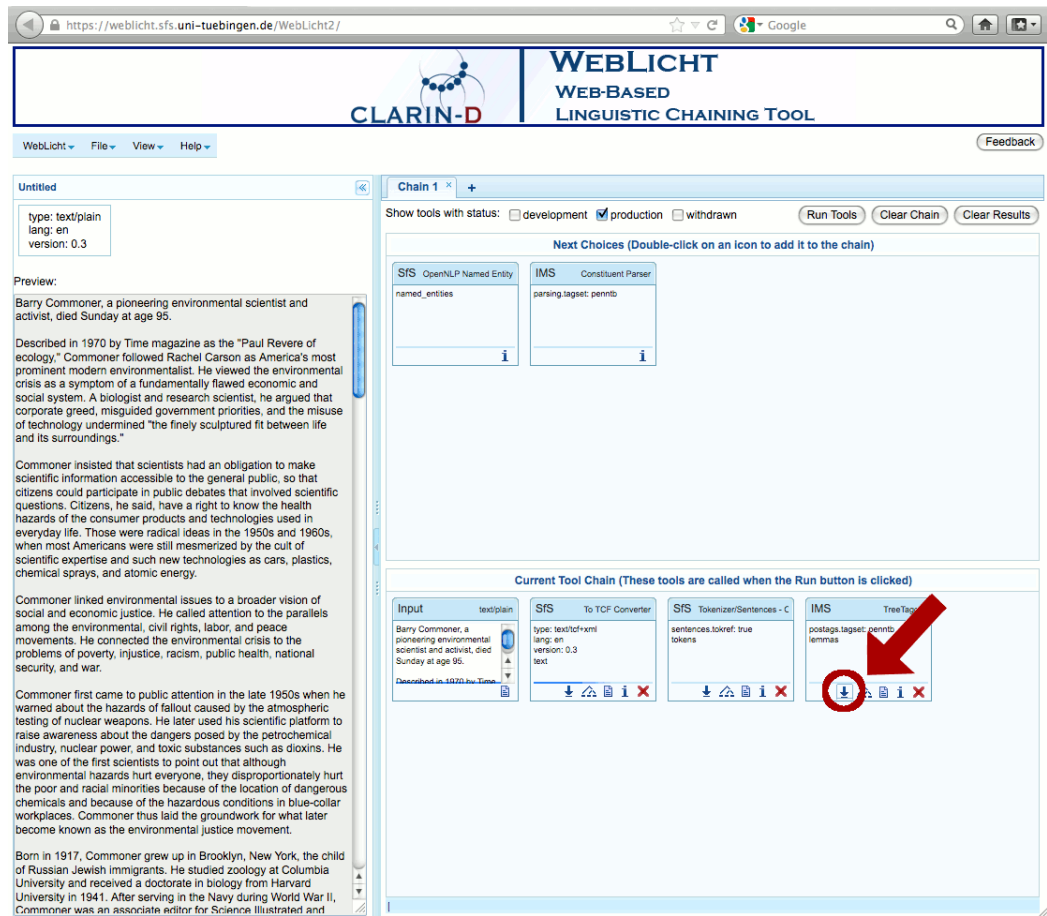 https://weblicht.sfs.uni-tuebingen.de/WebLicht2/
Google
CLARIN-D
WEBLICHT
WEB-BASED
LINGUISTIC CHAINING TOOL
WebLicht File View Help
Feedback
Untitled
type: text/plain
lang: en
version: 0.3
Preview:
Barry Commoner, a pioneering environmental scientist and
activist, died Sunday at age 95.
Described in 1970 by Time magazine as the "Paul Revere of
ecology," Commoner followed Rachel Carson as America's most
prominent modern environmentalist. He viewed the environmental
crisis as a symptom of a fundamentally flawed economic and
social system. A biologist and research scientist, he argued that
corporate greed, misguided government priorities, and the misuse
of technology undermined "the finely sculptured fit between life
and its surroundings."
Commoner insisted that scientists had an obligation to make
scientific information accessible to the general public, so that
citizens could participate in public debates that involved scientific
questions. Citizens, he said, have a right to know the health
hazards of the consumer products and technologies used in
everyday life. Those were radical ideas in the 1950s and 1960s,
when most Americans were still mesmerized by the cult of
scientific expertise and such new technologies as cars, plastics,
chemical sprays, and atomic energy.
Commoner linked environmental issues to a broader vision of
social and economic justice. He called attention to the parallels
among the environmental, civil rights, labor, and peace
movements. He connected the environmental crisis to the
problems of poverty, injustice, racism, public health, national
security, and war.
Commoner first came to public attention in the late 1950s when he
warned about the hazards of fallout caused by the atmospheric
testing of nuclear weapons. He later used his scientific platform to
raise awareness about the dangers posed by the petrochemical
industry, nuclear power, and toxic substances such as dioxins. He
was one of the first scientists to point out that although
environmental hazards hurt everyone, they disproportionately hurt
the poor and racial minorities because of the location of dangerous
chemicals and because of the hazardous conditions in blue-collar
workplaces. Commoner thus laid the groundwork for what later
become known as the environmental justice movement.
Born in 1917, Commoner grew up in Brooklyn, New York, the child
of Russian Jewish immigrants. He studied zoology at Columbia
University and received a doctorate in biology from Harvard
University in 1941. After serving in the Navy during World War II,
Commoner was an associate editor for Science Illustrated and
Chain 1 × +
Show tools with status: development production withdrawn
Run Tools Clear Chain Clear Results
Next Choices (Double-click on an icon to add it to the chain)
SfS OpenNLP Named Entity
named_entities
i
IMS Constituent Parser
parsing.tagset: penntb
i
Current Tool Chain (These tools are called when the Run button is clicked)
Input text/plain
Barry Commoner, a
pioneering environmental
scientist and activist, died
Sunday at age 95.
Described in 1970 by Time
SfS To TCF Converter
type: text/tcf+xml
lang: en
version: 0.3
text
i
SfS Tokenizer/Sentences - C
sentences.tokref: true
tokens
i
IMS
postags.tagset: penntb
lemmas
i